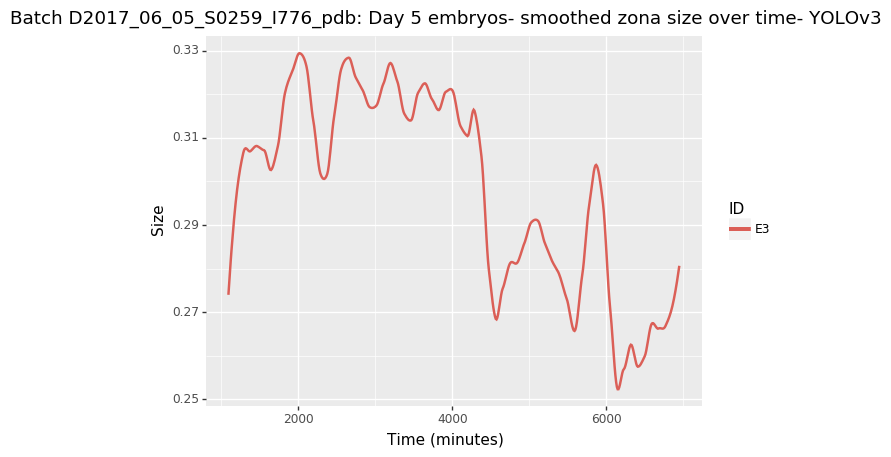 Batch D2017_06_05_S0259_I776_pdb: Day 5 embryos- smoothed zona size over time- YOLOv3
0.33
0.31
0.29
0.27
0.25
Size
2000
4000
6000
Time (minutes)
ID
E3